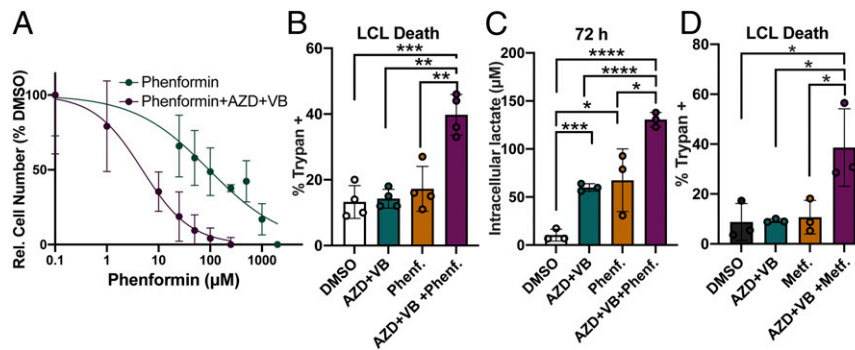 A
Rel. Cell Number (% DMSO)
100
50
0
Phenformin
Phenformin+AZD+VB
0.1
1
10
100
1000
Phenformin (µM)
B
LCL Death
% Trypan +
60
40
20
0
***
**
**
DMSO
AZD+VB
Phenf.
AZD+VB +Phenf.
C
72 h
Intracellular lactate (µM)
200
150
100
50
0
****
****
*
*
***
DMSO
AZD+VB
Phenf.
AZD+VB+Phenf.
D
LCL Death
% Trypan +
80
60
40
20
0
*
*
*
DMSO
AZD+VB
Metf.
AZD+VB +Metf.